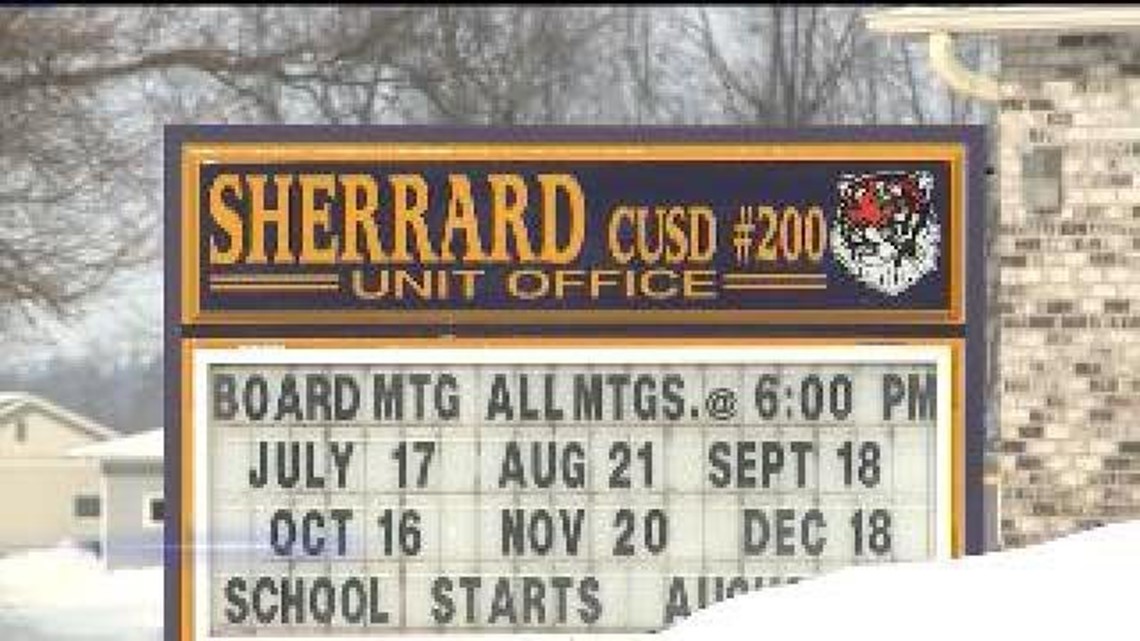 SHERRARD CUSD #200
UNIT OFFICE
BOARD MTG ALL MTGS. @ 6:00 PM
JULY 17 AUG 21 SEPT 18
OCT 16 NOV 20 DEC 18
SCHOOL STARTS